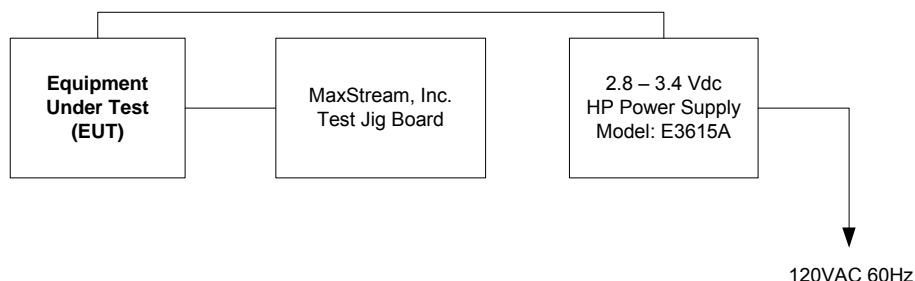 Equipment
Under Test
(EUT)
MaxStream, Inc.
Test Jig Board
2.8 – 3.4 Vdc
HP Power Supply
Model: E3615A
120VAC 60Hz